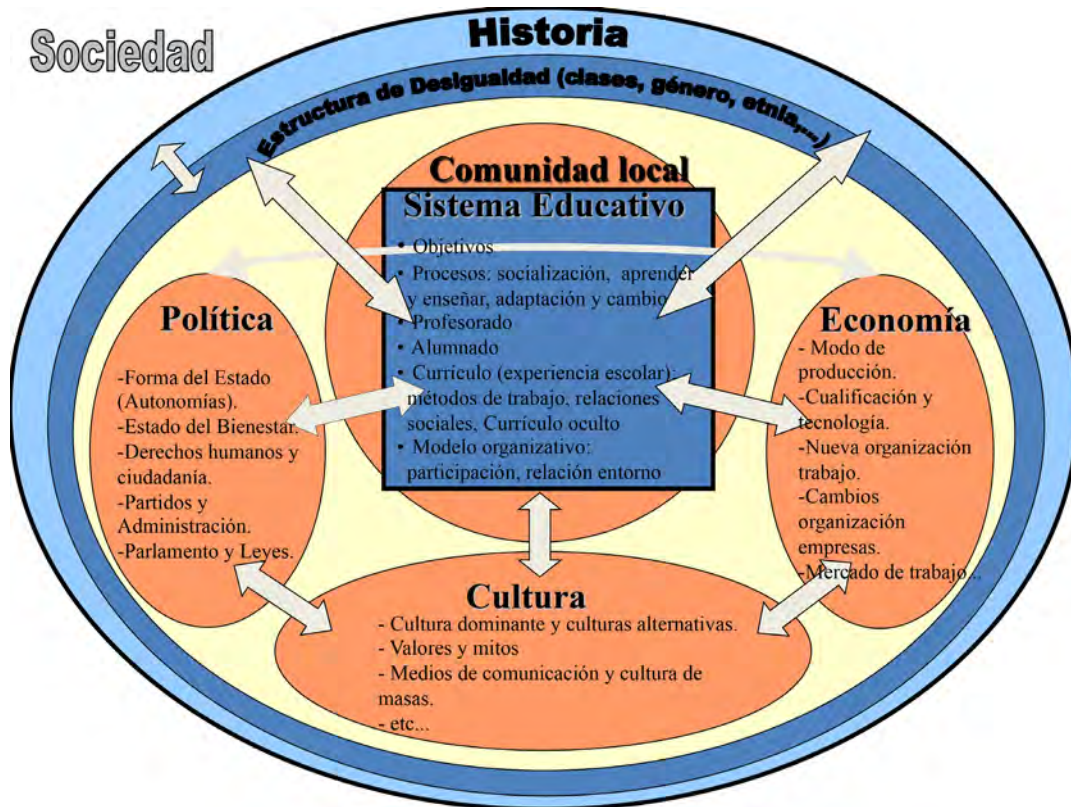 Sociedad
Historia
Estructura de Desigualdad (clases, género, etnia,...)
Comunidad local
Sistema Educativo
• Objetivos
• Procesos: socialización, aprender
y enseñar, adaptación y cambio
• Profesorado
• Alumnado
• Currículo (experiencia escolar):
métodos de trabajo, relaciones
sociales, Currículo oculto
• Modelo organizativo:
participación, relación entorno
Política
-Forma del Estado
(Autonomías).
-Estado del Bienestar.
-Derechos humanos y
ciudadanía.
-Partidos y
Administración.
-Parlamento y Leyes.
Economía
- Modo de
producción.
-Cualificación y
tecnología.
-Nueva organización
trabajo.
-Cambios
organización
empresas.
-Mercado de trabajo...
Cultura
- Cultura dominante y culturas alternativas.
- Valores y mitos
- Medios de comunicación y cultura de
masas.
- etc...